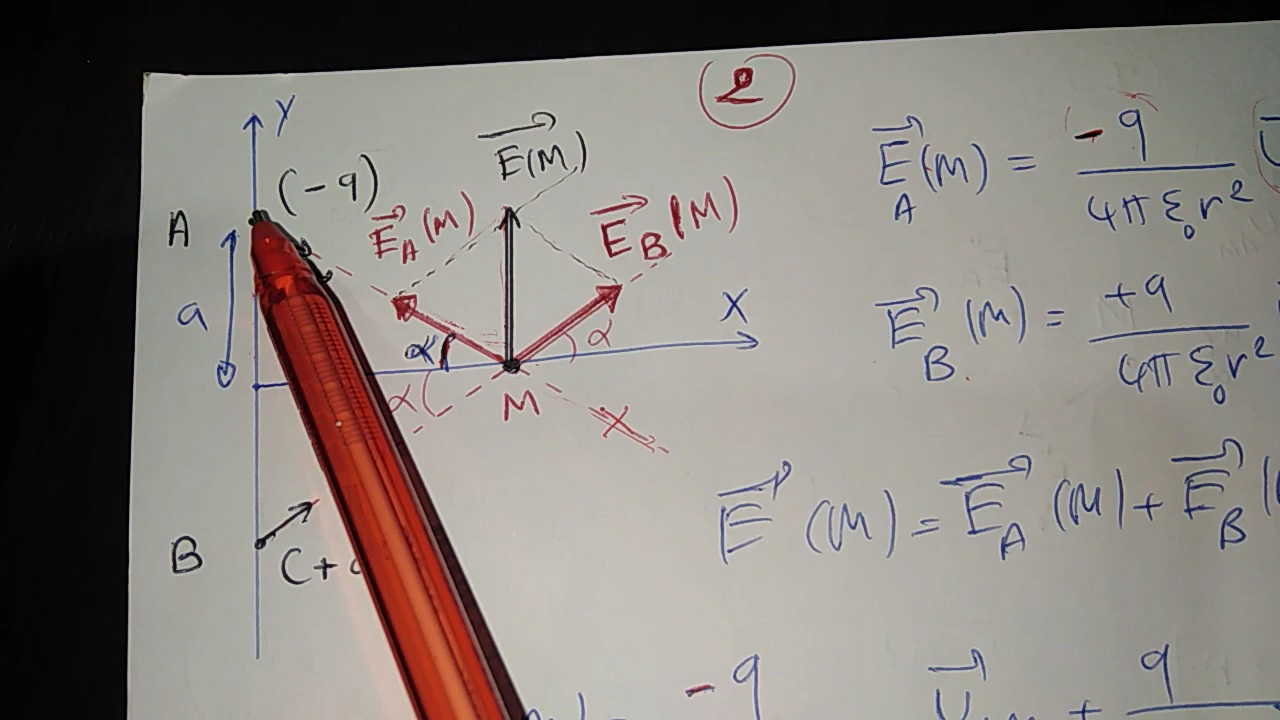 2
Y
(-q)
E(M)
A
E_A(M)
E_B(M)
a
α
α
X
α
M
X
B
(+
E_A(M) = -q / 4πε₀r²
E_B(M) = +q / 4πε₀r²
E(M) = E_A(M) + E_B(
-q
U
+ q